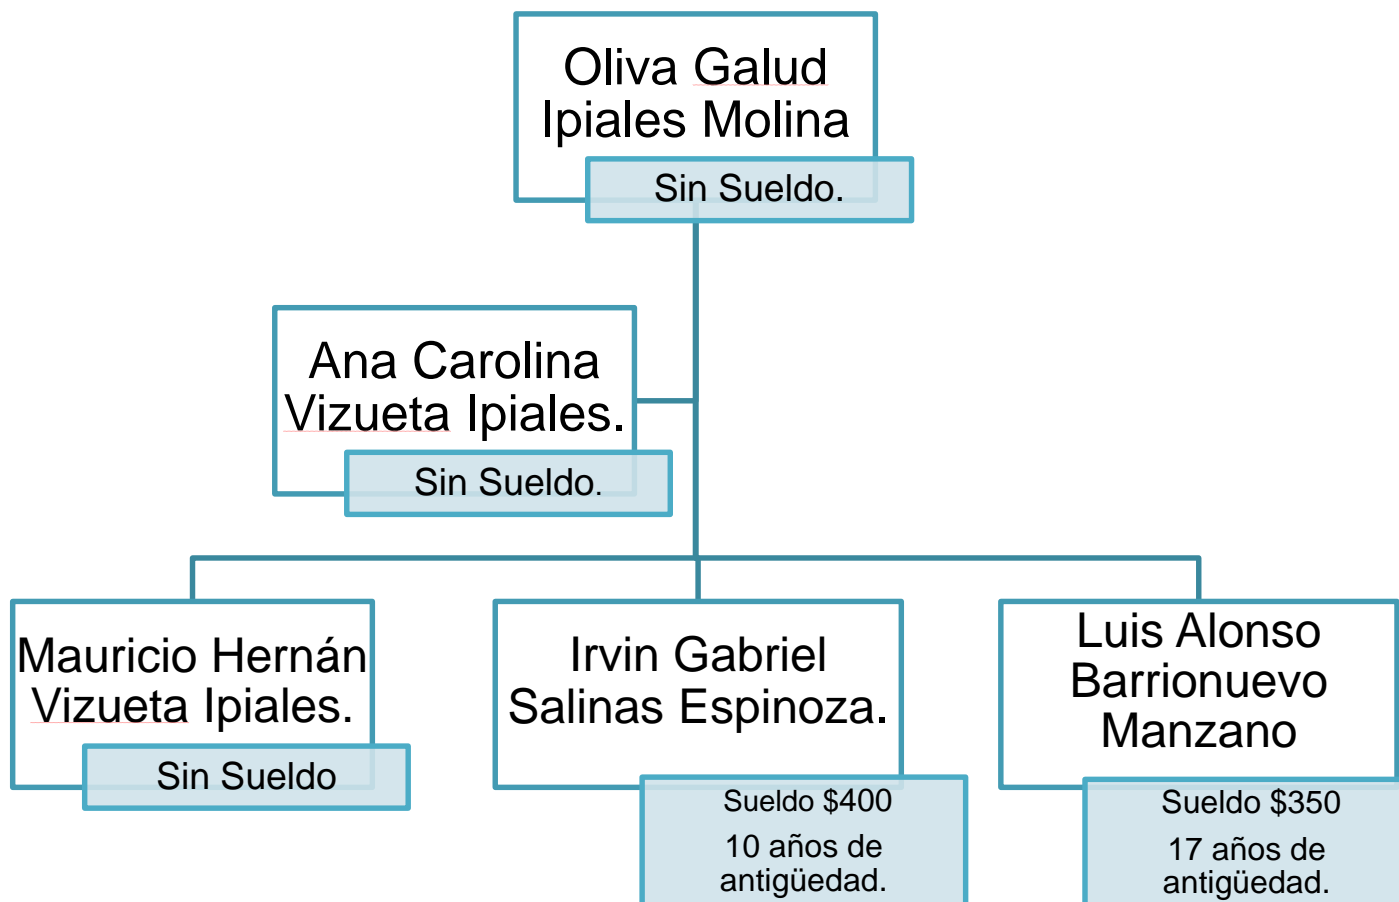 Oliva Galud
Ipiales Molina
Sin Sueldo.
Ana Carolina
Vizueta Ipiales.
Sin Sueldo.
Mauricio Hernán
Vizueta Ipiales.
Sin Sueldo
Irvin Gabriel
Salinas Espinoza.
Sueldo $400
10 años de
antigüedad.
Luis Alonso
Barrionuevo
Manzano
Sueldo $350
17 años de
antigüedad.